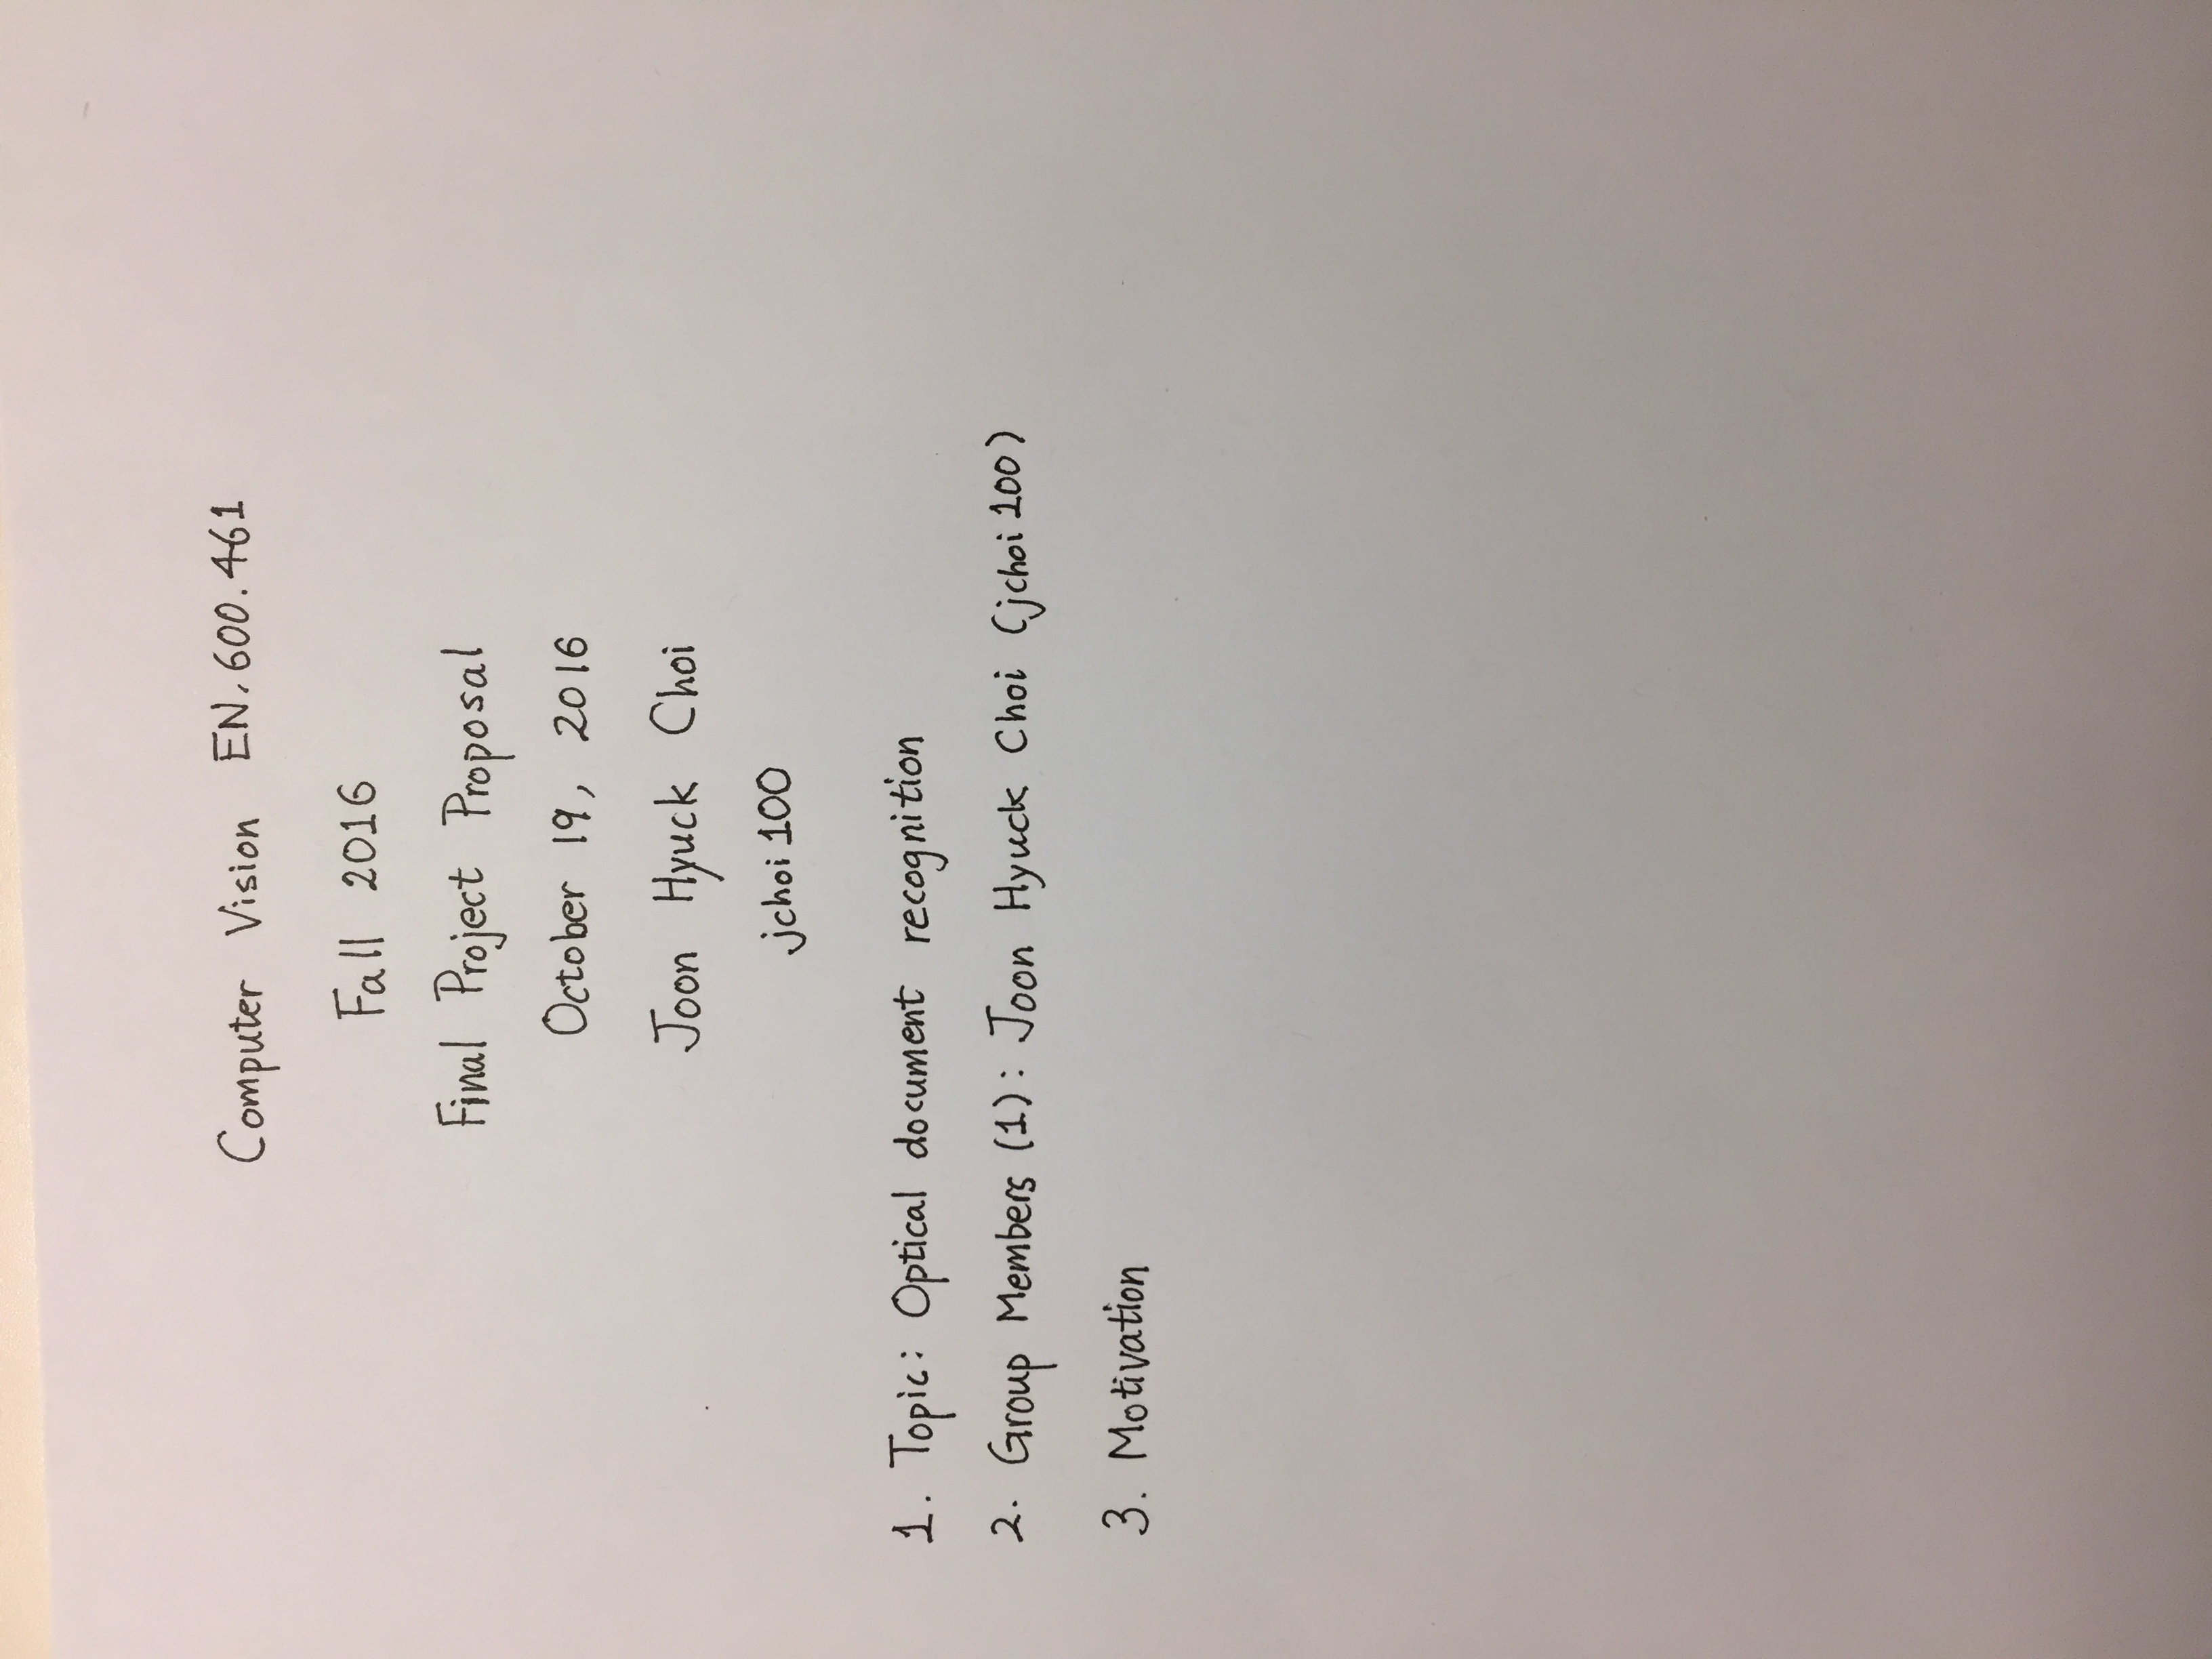 Computer Vision EN.600.461
Fall 2016
Final Project Proposal
October 19, 2016
Joon Hyuck Choi
jchoi100
1. Topic: Optical document recognition
2. Group Members (1): Joon Hyuck Choi (jchoi100)
3. Motivation